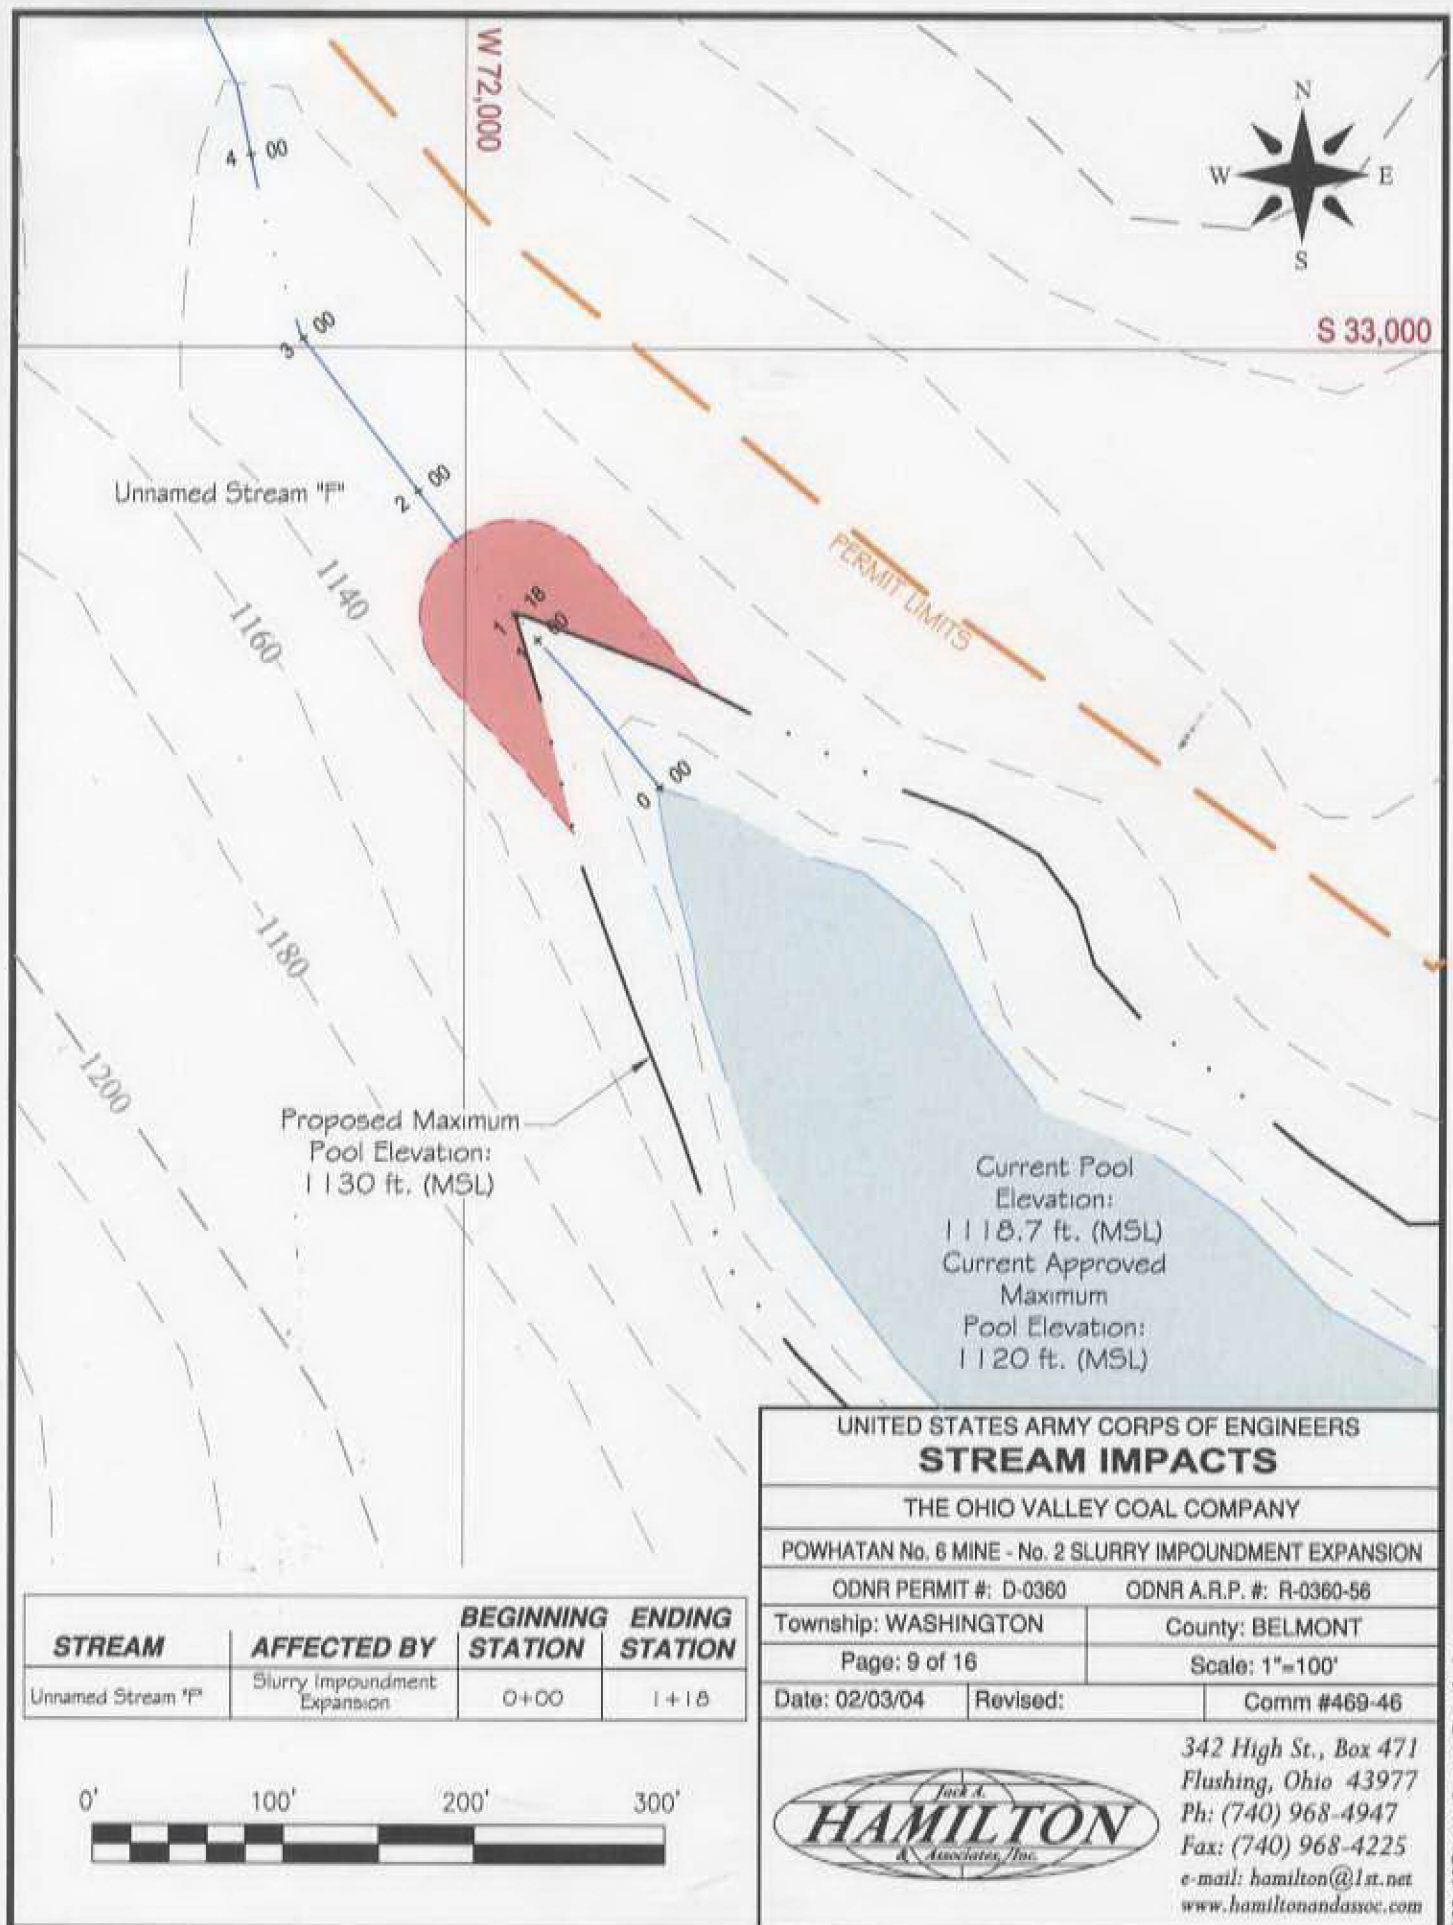 W 72,000
N
W E
S
4+00
S 33,000
3+00
2+00
Unnamed Stream "F"
1140
1160
1+18
1+00
PERMIT LIMITS
0+00
1180
1200
Proposed Maximum
Pool Elevation:
1130 ft. (MSL)
Current Pool
Elevation:
1118.7 ft. (MSL)
Current Approved
Maximum
Pool Elevation:
1120 ft. (MSL)
UNITED STATES ARMY CORPS OF ENGINEERS
STREAM IMPACTS
THE OHIO VALLEY COAL COMPANY
POWHATAN No. 6 MINE - No. 2 SLURRY IMPOUNDMENT EXPANSION
ODNR PERMIT #: D-0360 ODNR A.R.P. #: R-0360-56
Township: WASHINGTON County: BELMONT
Page: 9 of 16 Scale: 1"=100'
Date: 02/03/04 Revised: Comm #469-46
STREAM AFFECTED BY BEGINNING STATION ENDING STATION
Unnamed Stream "F" Slurry Impoundment Expansion 0+00 1+18
0' 100' 200' 300'
Jack A.
HAMILTON
& Associates, Inc.
342 High St., Box 471
Flushing, Ohio 43977
Ph: (740) 968-4947
Fax: (740) 968-4225
e-mail: hamilton@1st.net
www.hamiltonandassoc.com